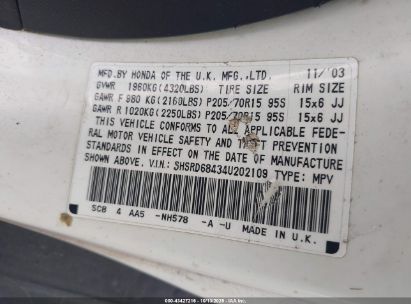 MFD.BY HONDA OF THE U.K. MFG.,LTD. 11/'03
GVWR 1960KG(4320LBS) TIRE SIZE RIM SIZE
GAWR F 980 KG(2160LBS) P205/70R15 95S 15x6 JJ
GAWR R 1020KG(2250LBS) P205/70R15 95S 15x6 JJ
THIS VEHICLE CONFORMS TO ALL APPLICABLE FEDE-
RAL MOTOR VEHICLE SAFETY AND THEFT PREVENTION
STANDARDS IN EFFECT ON THE DATE OF MANUFACTURE
SHOWN ABOVE. V.I.N.: SHSRD68434U202109 TYPE: MPV
SCB 4 AA5 -NH578 -A -U MADE IN U.K.